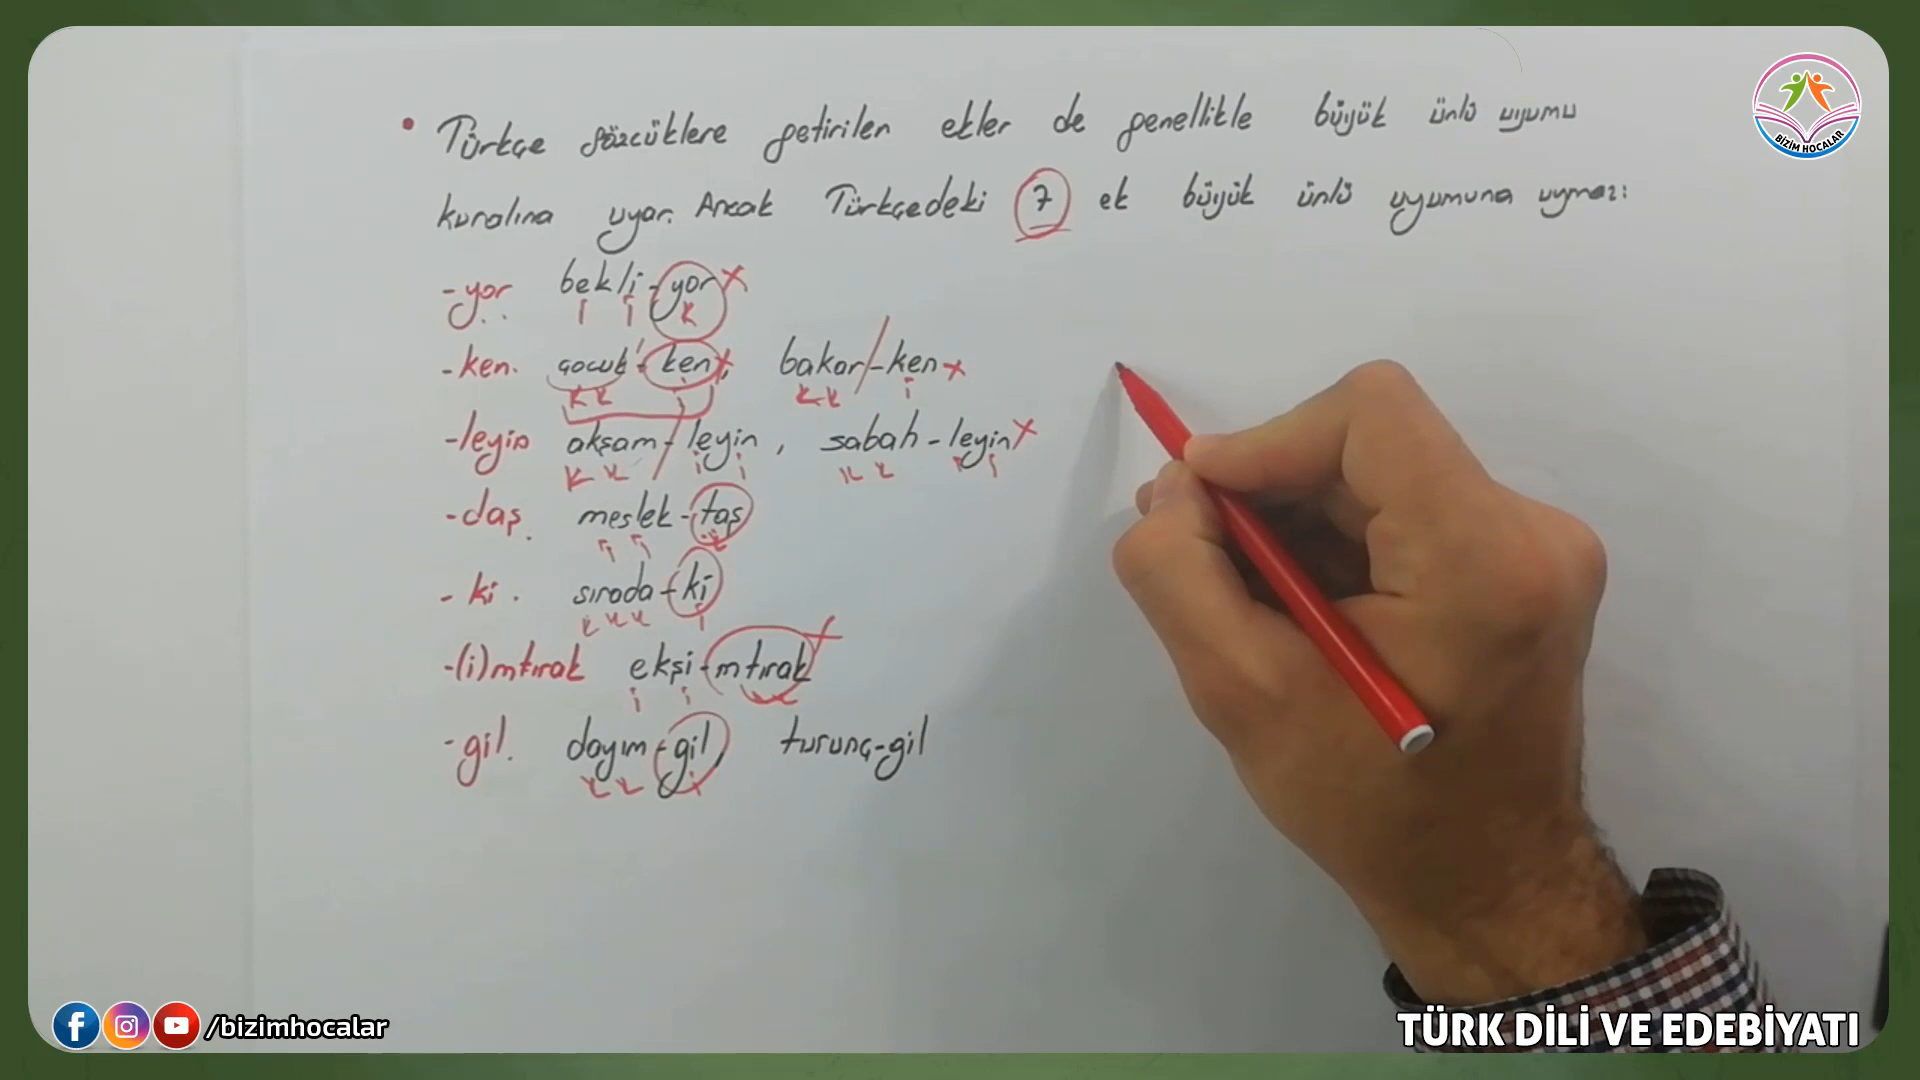 • Türkçe sözcüklere getirilen ekler de genellikle büyük ünlü uyumu
kuralına uyar. Ancak Türkçedeki 7 ek büyük ünlü uyumuna uymaz:
-yor bekli-yor x
İ İ K
-ken. çocuk-ken x, bakar-ken x
K K İ K K İ
-leyin akşam-leyin, sabah-leyin x
K K İ İ K K İ İ
-daş. meslek-taş
İ İ K
-ki. sırada-ki
K K K İ
-(i)mtırak ekşi-mtırak x
İ İ K K
-gil. dayım-gil, turunç-gil
K K İ
BİZİM HOCALAR
/bizimhocalar
TÜRK DİLİ VE EDEBİYATI